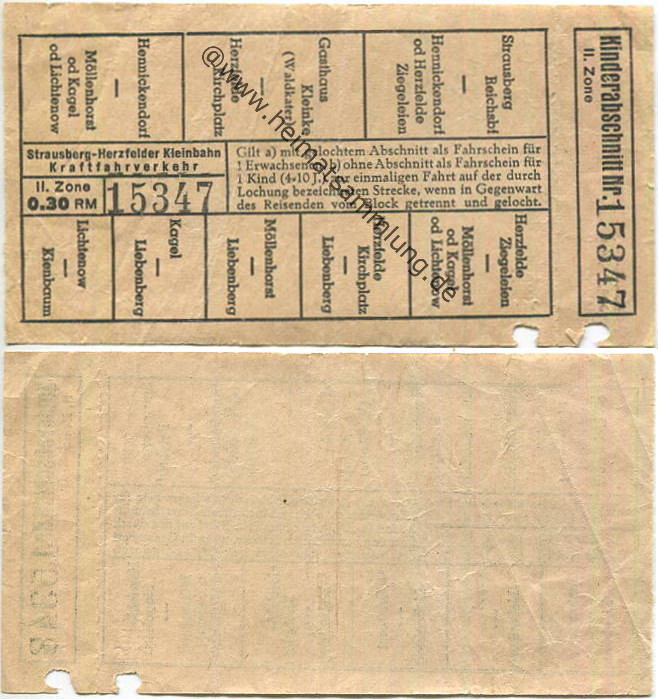 Möllenhorst
od Kagel
od Lichtenow
—
Hennickendorf
Herzfelde
Kirchplatz
—
Gasthaus
Kleinke
(Waldkater)
Hennickendorf
od Herzfelde
Ziegeleien
—
Strausberg
Reichsbf
Strausberg-Herzfelder Kleinbahn
Kraftfahrverkehr
II. Zone
0.30 RM
15347
Gilt a) mit gelochtem Abschnitt als Fahrschein für
1 Erwachsenen b) ohne Abschnitt als Fahrschein für
1 Kind (4-10 J.) zur einmaligen Fahrt auf der durch
Lochung bezeichneten Strecke, wenn in Gegenwart
des Reisenden vom Block getrennt und gelocht.
Lichtenow
—
Kienbaum
Kagel
—
Liebenberg
Möllenhorst
—
Liebenberg
Herzfelde
Kirchplatz
—
Liebenberg
Herzfelde
Ziegeleien
—
Möllenhorst
od Kagel
od Lichtenow
Kinderabschnitt Nr: 15347
II. Zone
@www.heimatsammlung.de